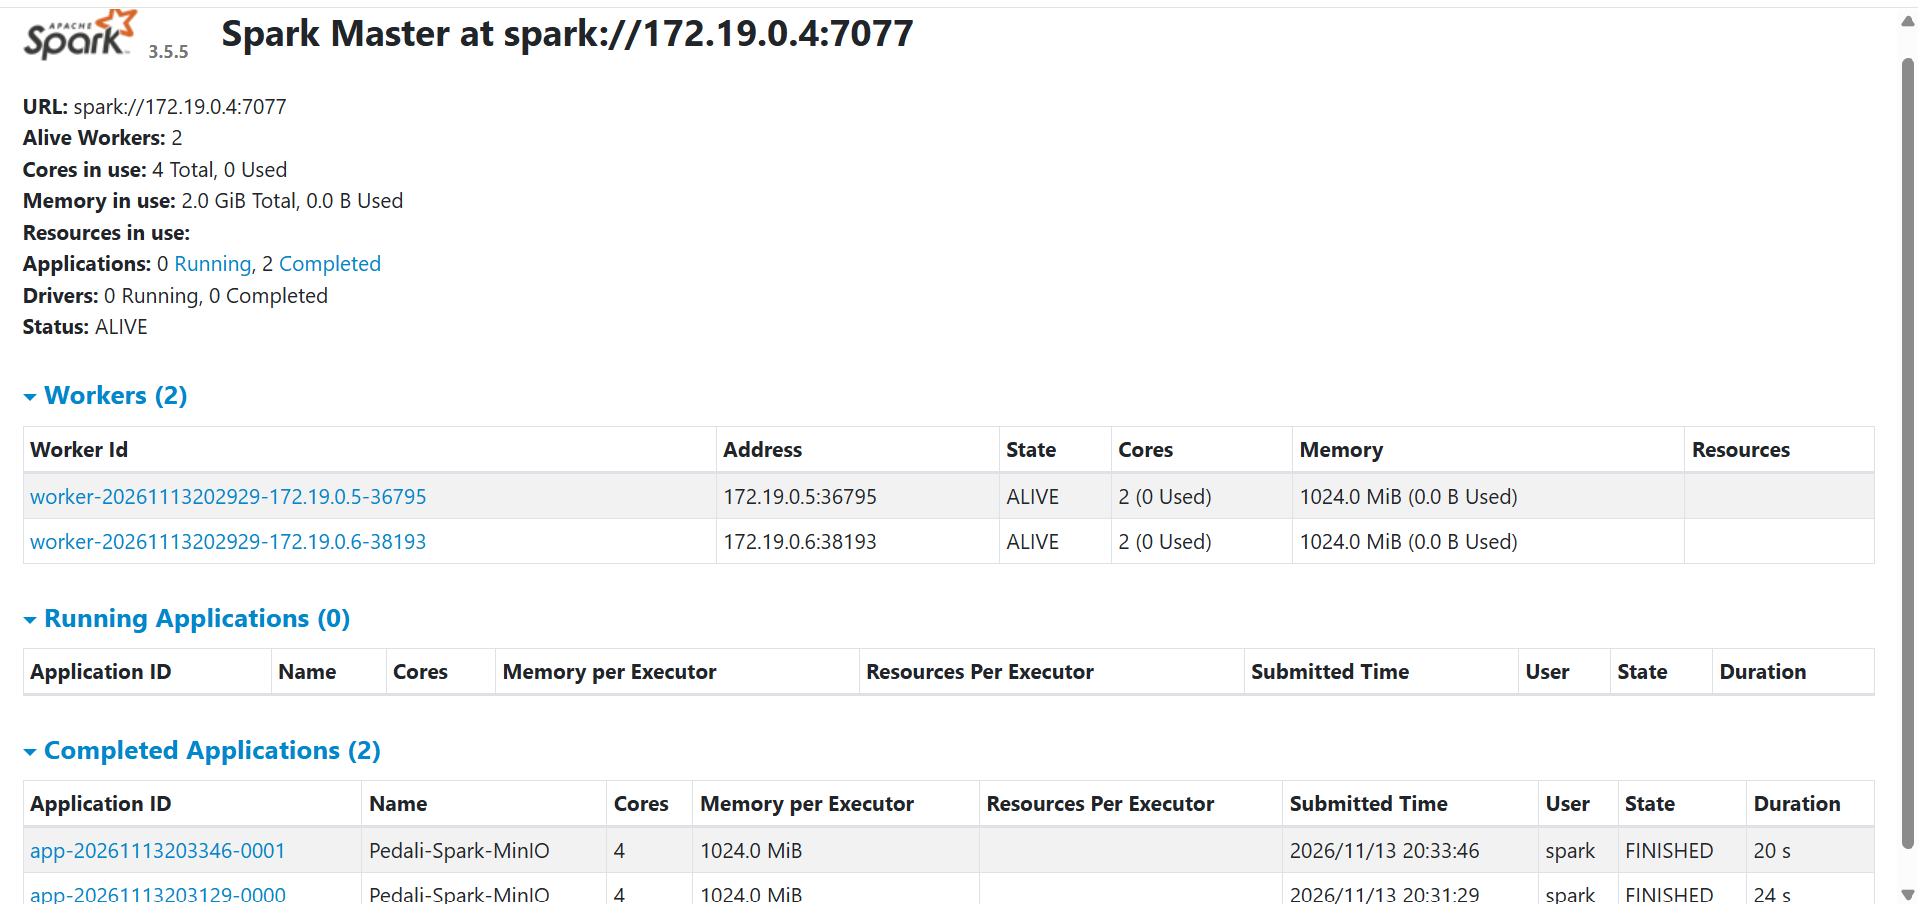 APACHE
Spark 3.5.5 Spark Master at spark://172.19.0.4:7077
URL: spark://172.19.0.4:7077
Alive Workers: 2
Cores in use: 4 Total, 0 Used
Memory in use: 2.0 GiB Total, 0.0 B Used
Resources in use:
Applications: 0 Running, 2 Completed
Drivers: 0 Running, 0 Completed
Status: ALIVE
Workers (2)
Worker Id Address State Cores Memory Resources
worker-20261113202929-172.19.0.5-36795 172.19.0.5:36795 ALIVE 2 (0 Used) 1024.0 MiB (0.0 B Used)
worker-20261113202929-172.19.0.6-38193 172.19.0.6:38193 ALIVE 2 (0 Used) 1024.0 MiB (0.0 B Used)
Running Applications (0)
Application ID Name Cores Memory per Executor Resources Per Executor Submitted Time User State Duration
Completed Applications (2)
Application ID Name Cores Memory per Executor Resources Per Executor Submitted Time User State Duration
app-20261113203346-0001 Pedali-Spark-MinIO 4 1024.0 MiB 2026/11/13 20:33:46 spark FINISHED 20 s
app-20261113203129-0000 Pedali-Spark-MinIO 4 1024.0 MiB 2026/11/13 20:31:29 spark FINISHED 24 s